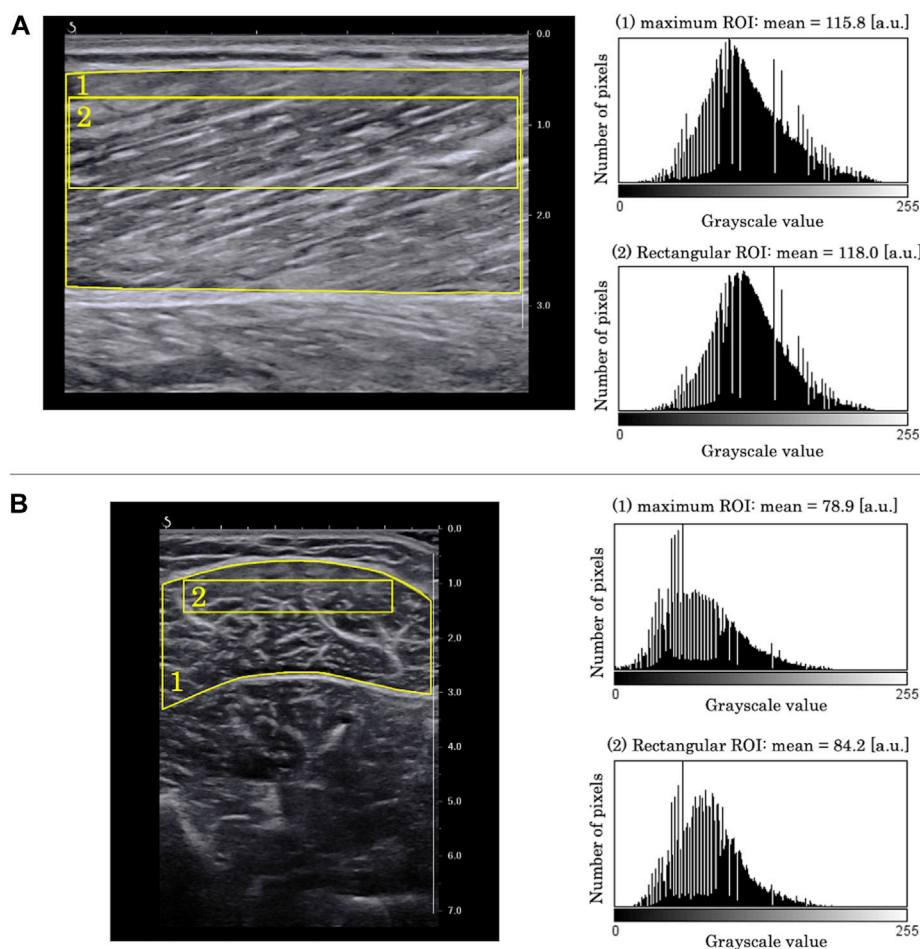 A
0.0
1.0
2.0
3.0
1
2
(1) maximum ROI: mean = 115.8 [a.u.]
Number of pixels
0
255
Grayscale value
(2) Rectangular ROI: mean = 118.0 [a.u.]
Number of pixels
0
255
Grayscale value
B
0.0
1.0
2.0
3.0
4.0
5.0
6.0
7.0
2
1
(1) maximum ROI: mean = 78.9 [a.u.]
Number of pixels
0
255
Grayscale value
(2) Rectangular ROI: mean = 84.2 [a.u.]
Number of pixels
0
255
Grayscale value